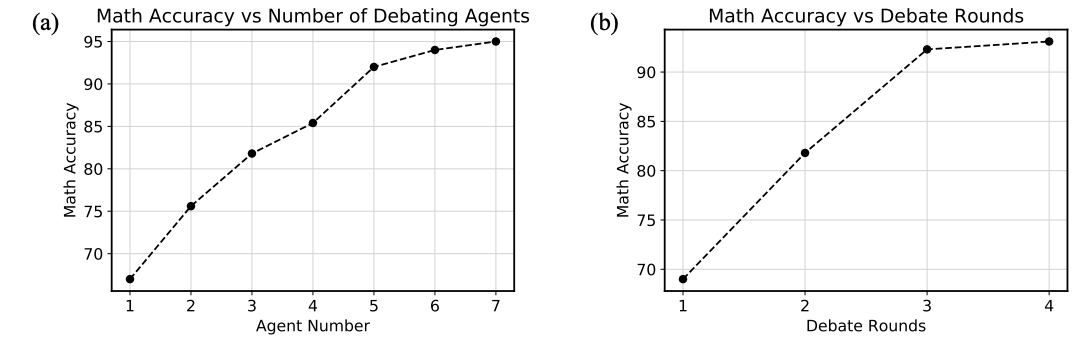 (a)
Math Accuracy vs Number of Debating Agents
Math Accuracy
95
90
85
80
75
70
1 2 3 4 5 6 7
Agent Number
(b)
Math Accuracy vs Debate Rounds
Math Accuracy
90
85
80
75
70
1 2 3 4
Debate Rounds